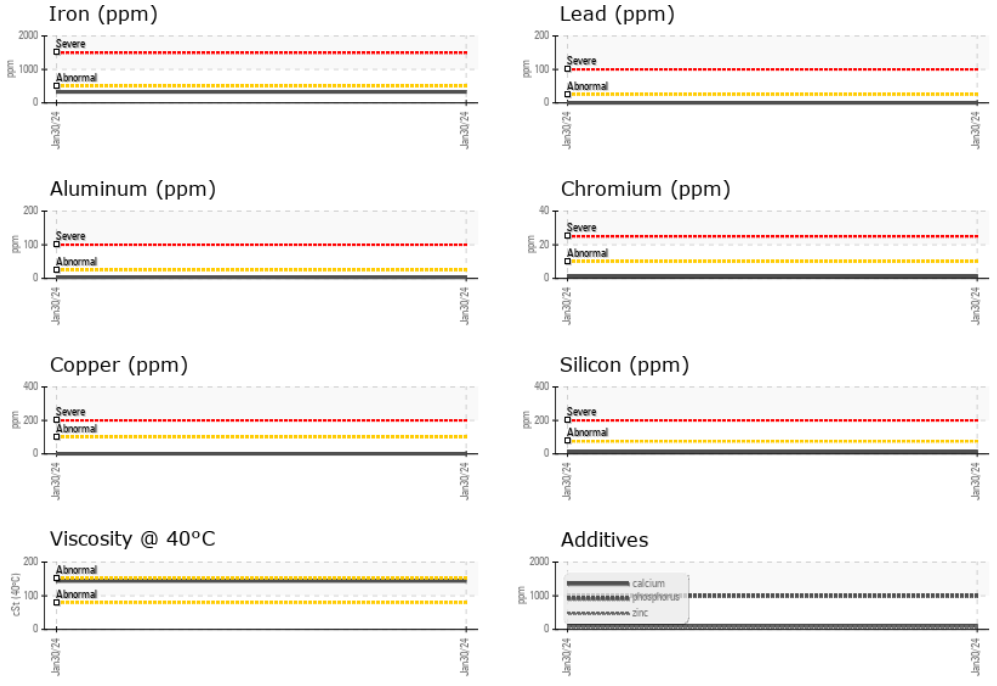 Iron (ppm)
2000
1000
0
ppm
Severe
Abnormal
Jan30/24
Jan30/24
Lead (ppm)
200
100
0
ppm
Severe
Abnormal
Jan30/24
Jan30/24
Aluminum (ppm)
200
100
0
ppm
Severe
Abnormal
Jan30/24
Jan30/24
Chromium (ppm)
40
20
0
ppm
Severe
Abnormal
Jan30/24
Jan30/24
Copper (ppm)
400
200
0
ppm
Severe
Abnormal
Jan30/24
Jan30/24
Silicon (ppm)
400
200
0
ppm
Severe
Abnormal
Jan30/24
Jan30/24
Viscosity @ 40°C
200
100
0
cSt (40°C)
Abnormal
Abnormal
Jan30/24
Jan30/24
Additives
2000
1000
0
ppm
calcium
phosphorus
zinc
Jan30/24
Jan30/24